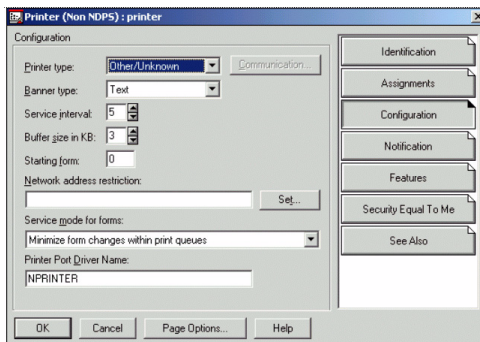 Printer (Non NDPS) : printer
Configuration
Printer type: Other/Unknown Communication...
Banner type: Text
Service interval: 5
Buffer size in KB: 3
Starting form: 0
Network address restriction:
Set...
Service mode for forms:
Minimize form changes within print queues
Printer Port Driver Name:
NPRINTER
Identification
Assignments
Configuration
Notification
Features
Security Equal To Me
See Also
OK Cancel Page Options... Help